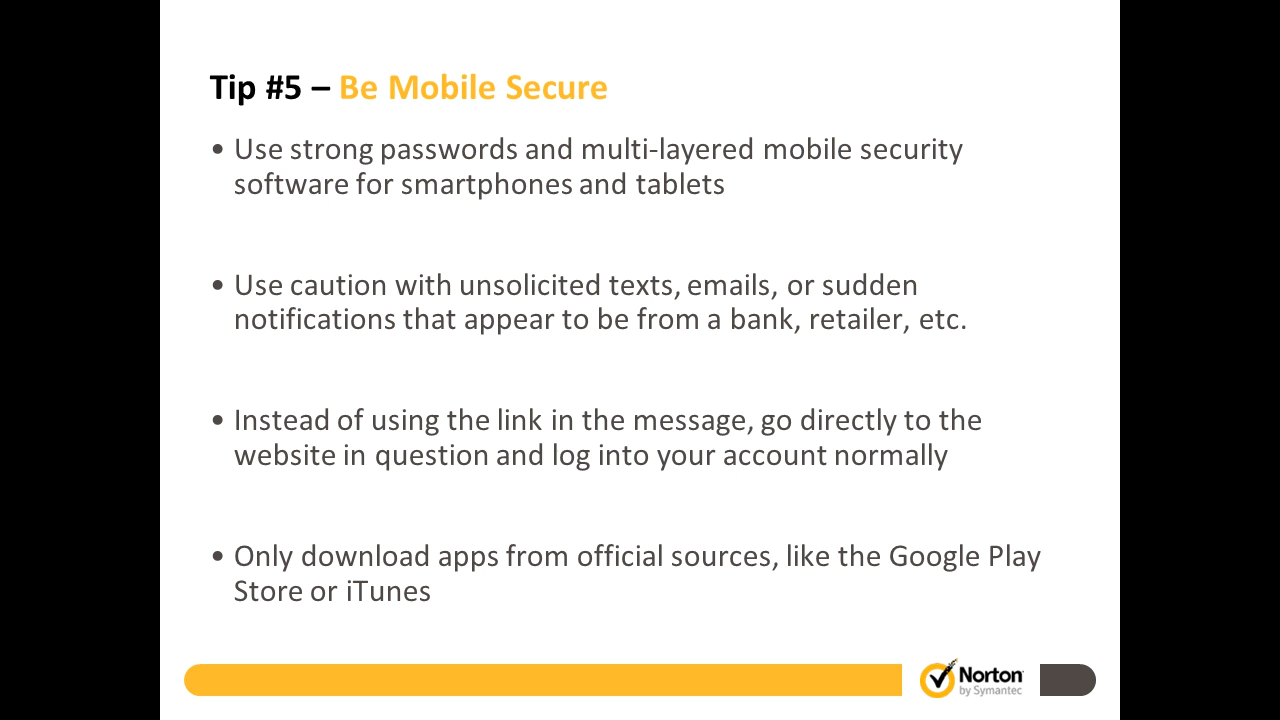 Tip #5 – Be Mobile Secure
• Use strong passwords and multi-layered mobile security
software for smartphones and tablets
• Use caution with unsolicited texts, emails, or sudden
notifications that appear to be from a bank, retailer, etc.
• Instead of using the link in the message, go directly to the
website in question and log into your account normally
• Only download apps from official sources, like the Google Play
Store or iTunes
Norton
by Symantec